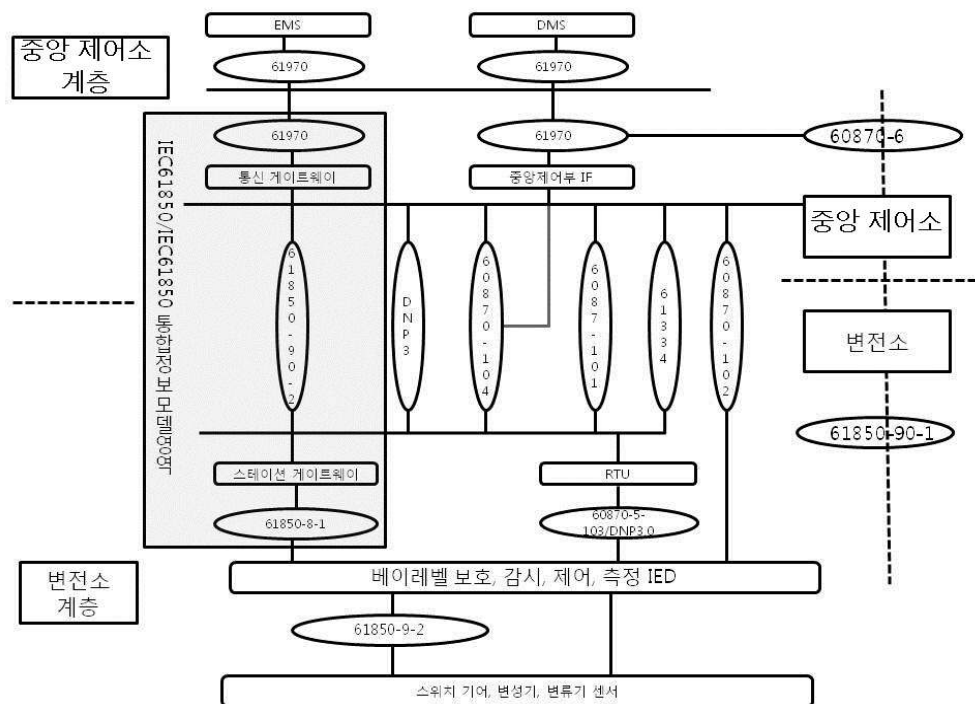 EMS
DMS
중앙 제어소
계층
61970
61970
61970
61970
60870-6
IEC61850/IEC61850 통합정보모델영역
통신 게이트웨이
중앙제어부 IF
중앙 제어소
61850-90-2
DNP3
60870-104
6087-101
61334
60870-102
변전소
61850-90-1
스테이션 게이트웨이
RTU
61850-8-1
60870-5-
103/DNP3.0
변전소
계층
베이레벨 보호, 감시, 제어, 측정 IED
61850-9-2
스위치 기어, 변성기, 변류기 센서